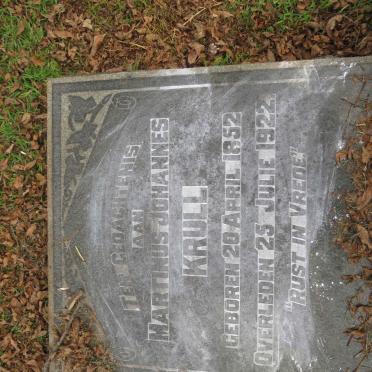 TER GEDACHTENIS
AAN
MARTINUS JOHANNES
KRULL
GEBOREN 20 APRIL 1852
OVERLEDEN 25 JULIE 1922
"RUST IN VREDE"